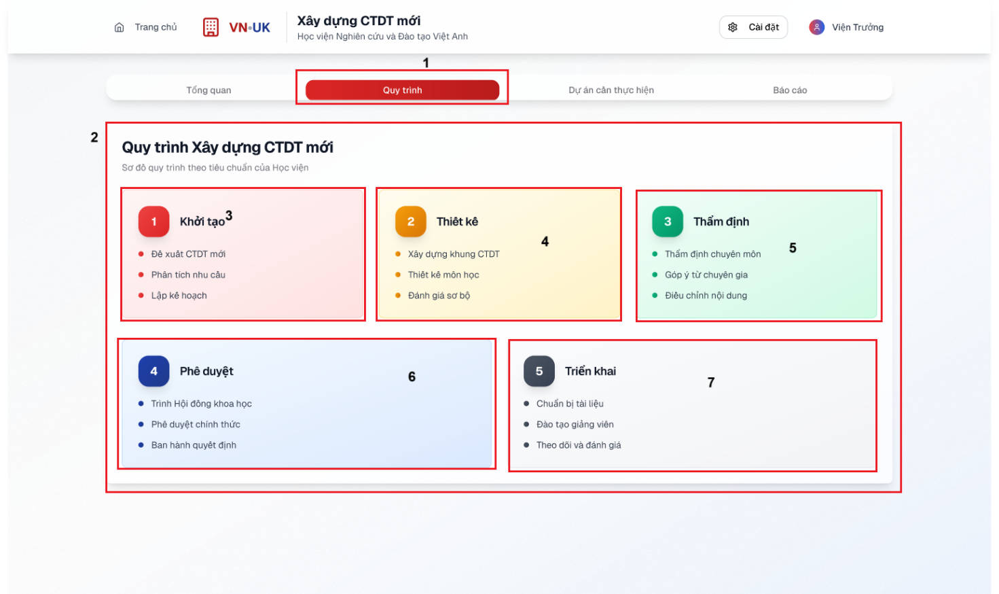 Trang chủ
VN•UK
Xây dựng CTDT mới
Học viện Nghiên cứu và Đào tạo Việt Anh
Cài đặt
Viện Trưởng
1
Tổng quan
Quy trình
Dự án cần thực hiện
Báo cáo
2
Quy trình Xây dựng CTDT mới
Sơ đồ quy trình theo tiêu chuẩn của Học viện
1
Khởi tạo
3
Đề xuất CTDT mới
Phân tích nhu cầu
Lập kế hoạch
2
Thiết kế
4
Xây dựng khung CTDT
Thiết kế môn học
Đánh giá sơ bộ
3
Thẩm định
5
Thẩm định chuyên môn
Góp ý từ chuyên gia
Điều chỉnh nội dung
4
Phê duyệt
6
Trình Hội đồng khoa học
Phê duyệt chính thức
Ban hành quyết định
5
Triển khai
7
Chuẩn bị tài liệu
Đào tạo giảng viên
Theo dõi và đánh giá